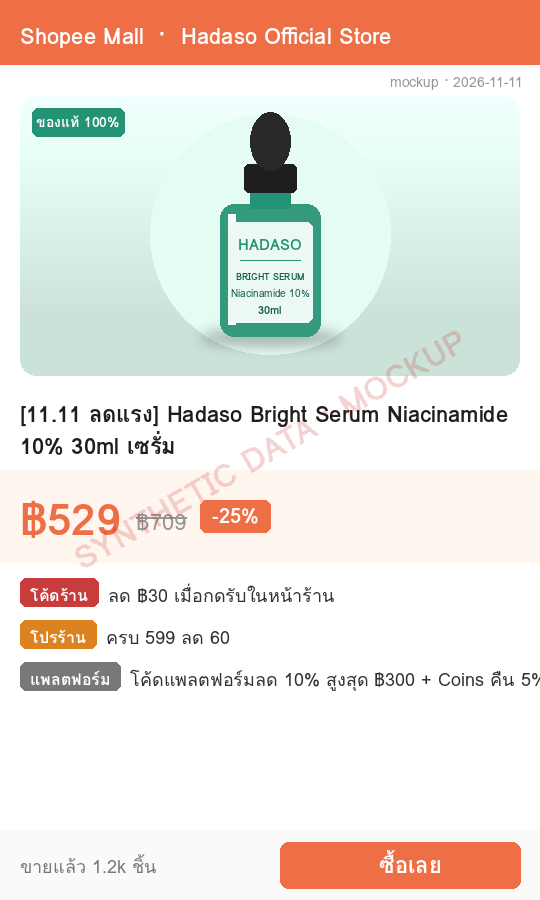 Shopee Mall · Hadaso Official Store
mockup · 2026-11-11
ของแท้ 100%
HADASO
BRIGHT SERUM
Niacinamide 10%
30ml
[11.11 ลดแรง] Hadaso Bright Serum Niacinamide
10% 30ml เซรั่ม
SYNTHETIC DATA · MOCKUP
฿529 ฿709 -25%
โค้ดร้าน ลด ฿30 เมื่อกดรับในหน้าร้าน
โปรร้าน ครบ 599 ลด 60
แพลตฟอร์ม โค้ดแพลตฟอร์มลด 10% สูงสุด ฿300 + Coins คืน 5%
ขายแล้ว 1.2k ชิ้น ซื้อเลย